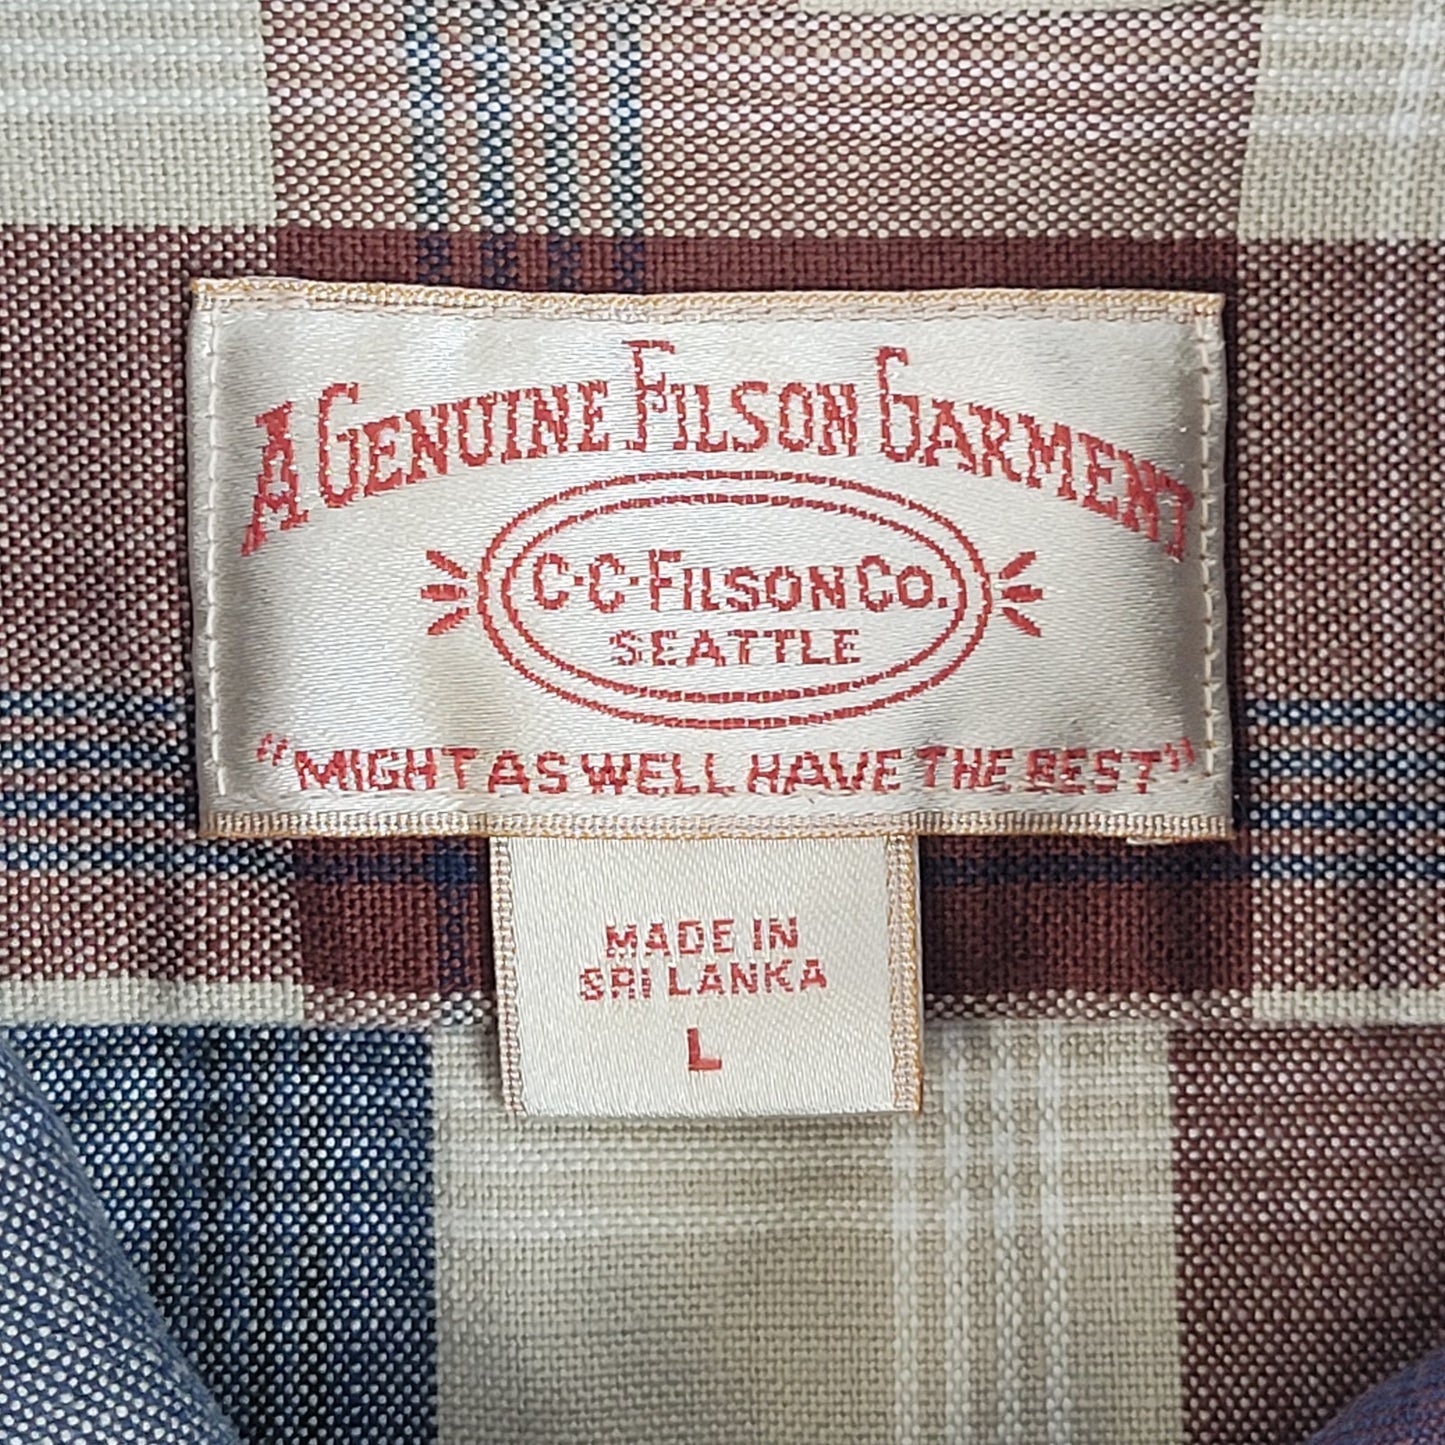 A GENUINE FILSON GARMENT
C·C·FILSON CO.
SEATTLE
"MIGHT AS WELL HAVE THE BEST"
MADE IN
SRI LANKA
L